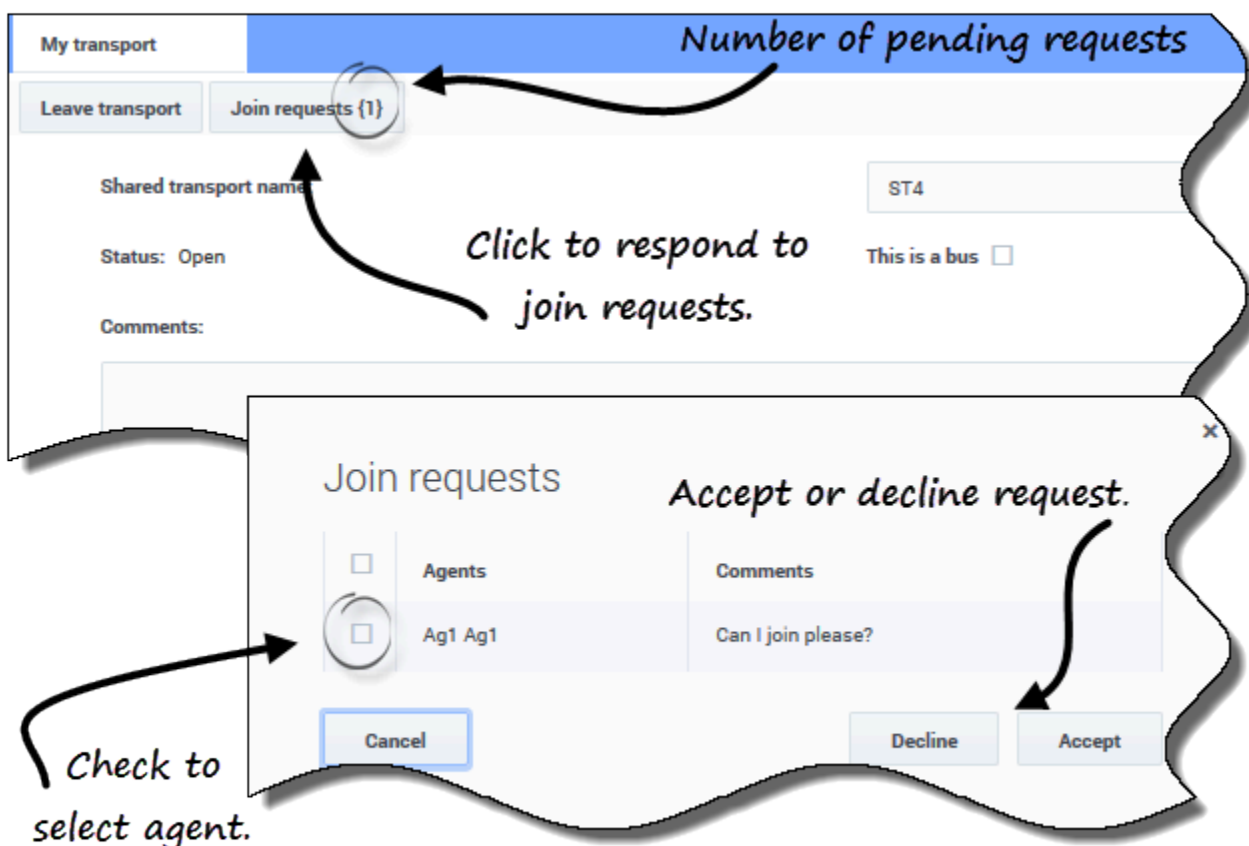 My transport
Number of pending requests
Leave transport
Join requests {1}
Shared transport name
ST4
Click to respond to
join requests.
Status: Open
This is a bus
Comments:
×
Join requests
Accept or decline request.
Agents
Comments
Ag1 Ag1
Can I join please?
Cancel
Decline
Accept
Check to
select agent.